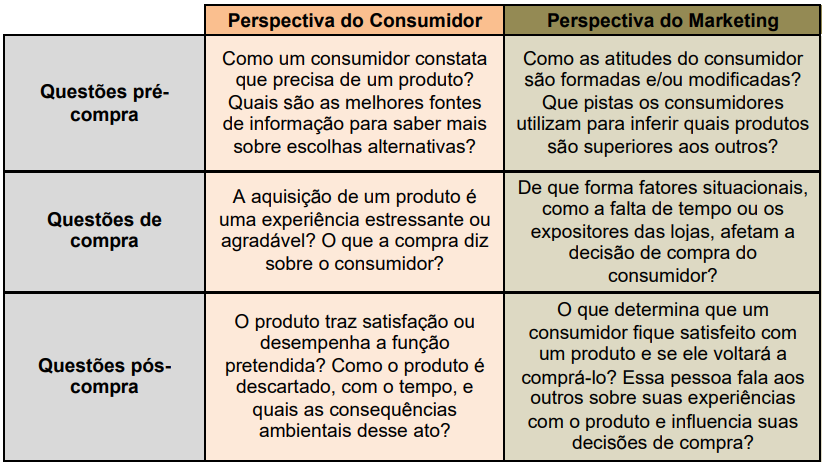 Perspectiva do Consumidor
Perspectiva do Marketing
Questões pré-
compra
Como um consumidor constata
que precisa de um produto?
Quais são as melhores fontes
de informação para saber mais
sobre escolhas alternativas?
Como as atitudes do consumidor
são formadas e/ou modificadas?
Que pistas os consumidores
utilizam para inferir quais produtos
são superiores aos outros?
Questões de
compra
A aquisição de um produto é
uma experiência estressante ou
agradável? O que a compra diz
sobre o consumidor?
De que forma fatores situacionais,
como a falta de tempo ou os
expositores das lojas, afetam a
decisão de compra do
consumidor?
Questões pós-
compra
O produto traz satisfação ou
desempenha a função
pretendida? Como o produto é
descartado, com o tempo, e
quais as consequências
ambientais desse ato?
O que determina que um
consumidor fique satisfeito com
um produto e se ele voltará a
comprá-lo? Essa pessoa fala aos
outros sobre suas experiências
com o produto e influencia suas
decisões de compra?